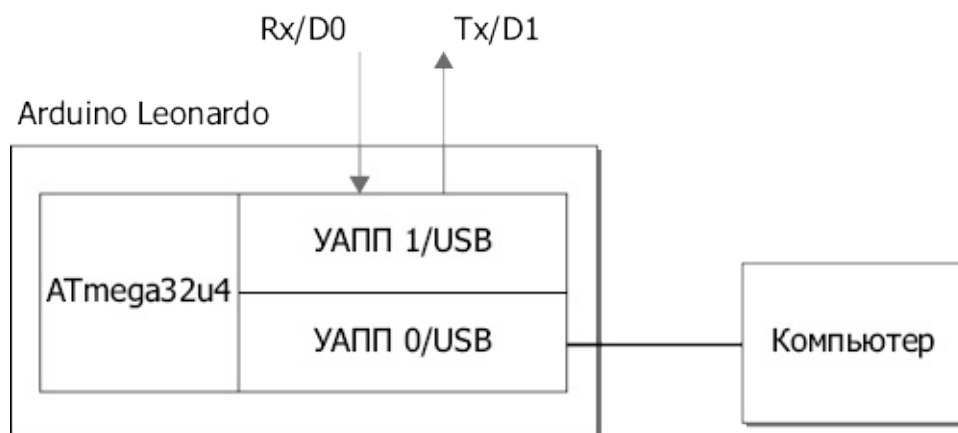 Rx/D0 Tx/D1
Arduino Leonardo
УАПП 1/USB
ATmega32u4
УАПП 0/USB
Компьютер